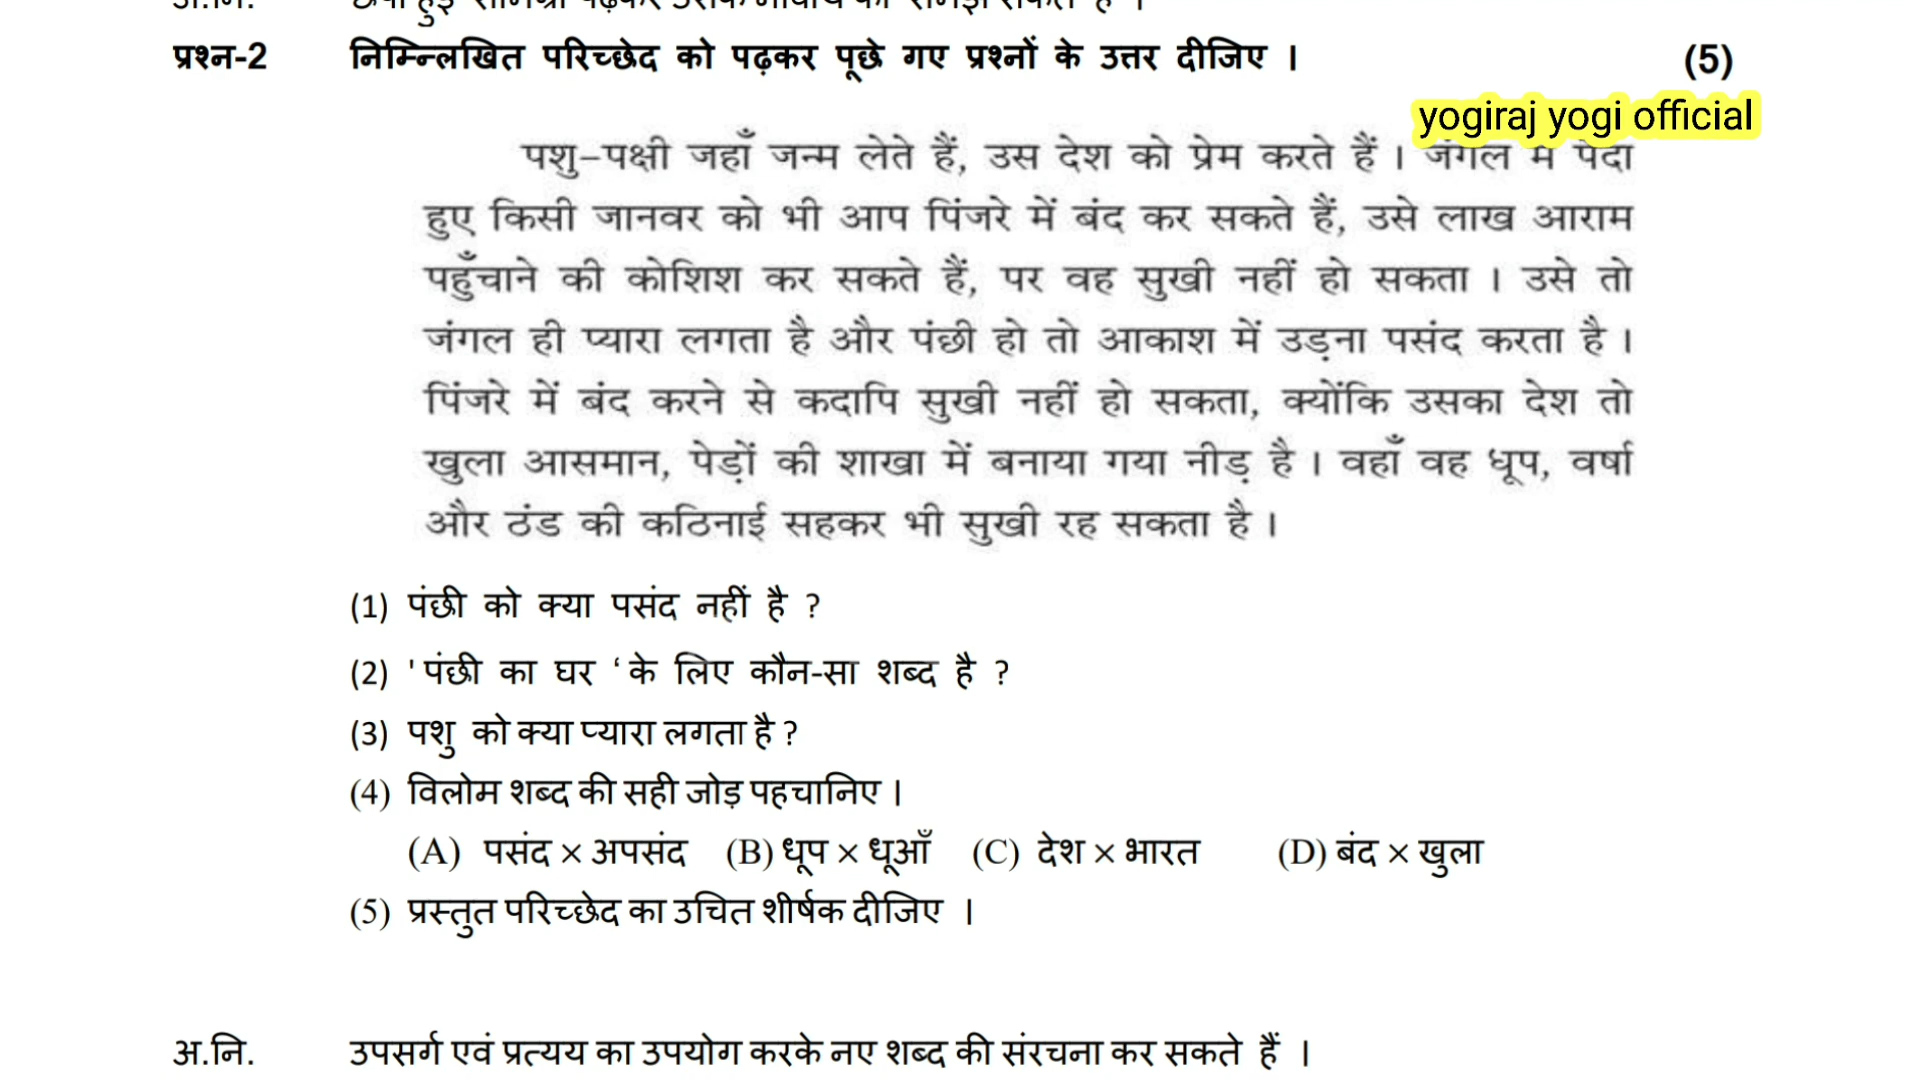 अ.नि.
प्रश्न-2 निम्न्लिखित परिच्छेद को पढ़कर पूछे गए प्रश्नों के उत्तर दीजिए । (5)
yogiraj yogi official
पशु-पक्षी जहाँ जन्म लेते हैं, उस देश को प्रेम करते हैं । जंगल में पैदा
हुए किसी जानवर को भी आप पिंजरे में बंद कर सकते हैं, उसे लाख आराम
पहुँचाने की कोशिश कर सकते हैं, पर वह सुखी नहीं हो सकता । उसे तो
जंगल ही प्यारा लगता है और पंछी हो तो आकाश में उड़ना पसंद करता है ।
पिंजरे में बंद करने से कदापि सुखी नहीं हो सकता, क्योंकि उसका देश तो
खुला आसमान, पेड़ों की शाखा में बनाया गया नीड़ है । वहाँ वह धूप, वर्षा
और ठंड की कठिनाई सहकर भी सुखी रह सकता है ।
(1) पंछी को क्या पसंद नहीं है ?
(2) ' पंछी का घर ‘ के लिए कौन-सा शब्द है ?
(3) पशु को क्या प्यारा लगता है ?
(4) विलोम शब्द की सही जोड़ पहचानिए ।
(A) पसंद × अपसंद (B) धूप × धूआँ (C) देश × भारत (D) बंद × खुला
(5) प्रस्तुत परिच्छेद का उचित शीर्षक दीजिए ।
अ.नि. उपसर्ग एवं प्रत्यय का उपयोग करके नए शब्द की संरचना कर सकते हैं ।